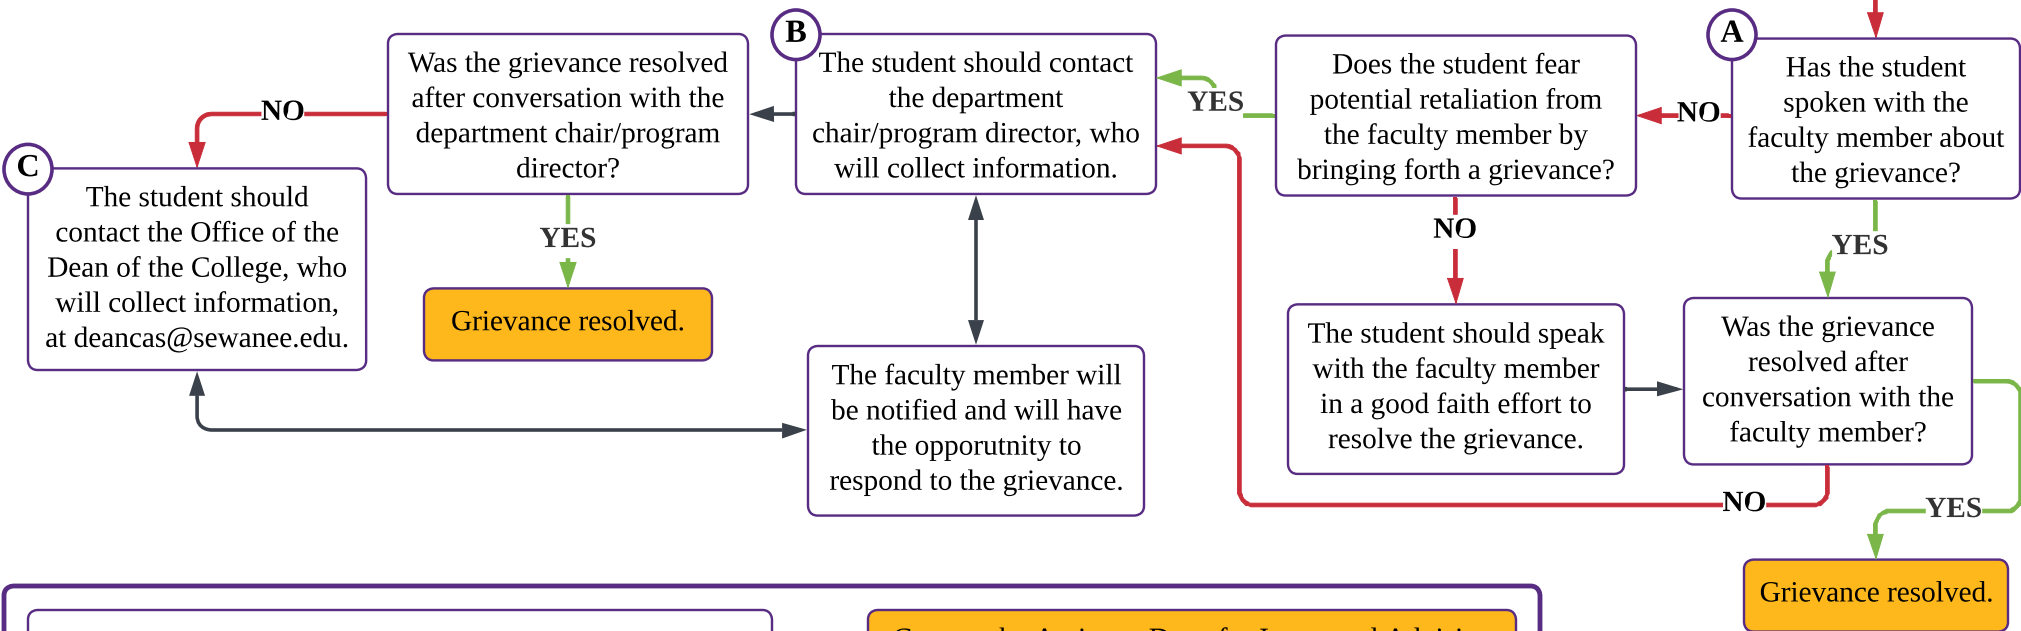 A
Has the student
spoken with the
faculty member about
the grievance?
NO
YES
Does the student fear
potential retaliation from
the faculty member by
bringing forth a grievance?
YES
NO
B
The student should contact
the department
chair/program director, who
will collect information.
Was the grievance resolved
after conversation with the
department chair/program
director?
NO
YES
Grievance resolved.
C
The student should
contact the Office of the
Dean of the College, who
will collect information,
at deancas@sewanee.edu.
The faculty member will
be notified and will have
the opporutnity to
respond to the grievance.
The student should speak
with the faculty member
in a good faith effort to
resolve the grievance.
Was the grievance
resolved after
conversation with the
faculty member?
NO
YES
Grievance resolved.